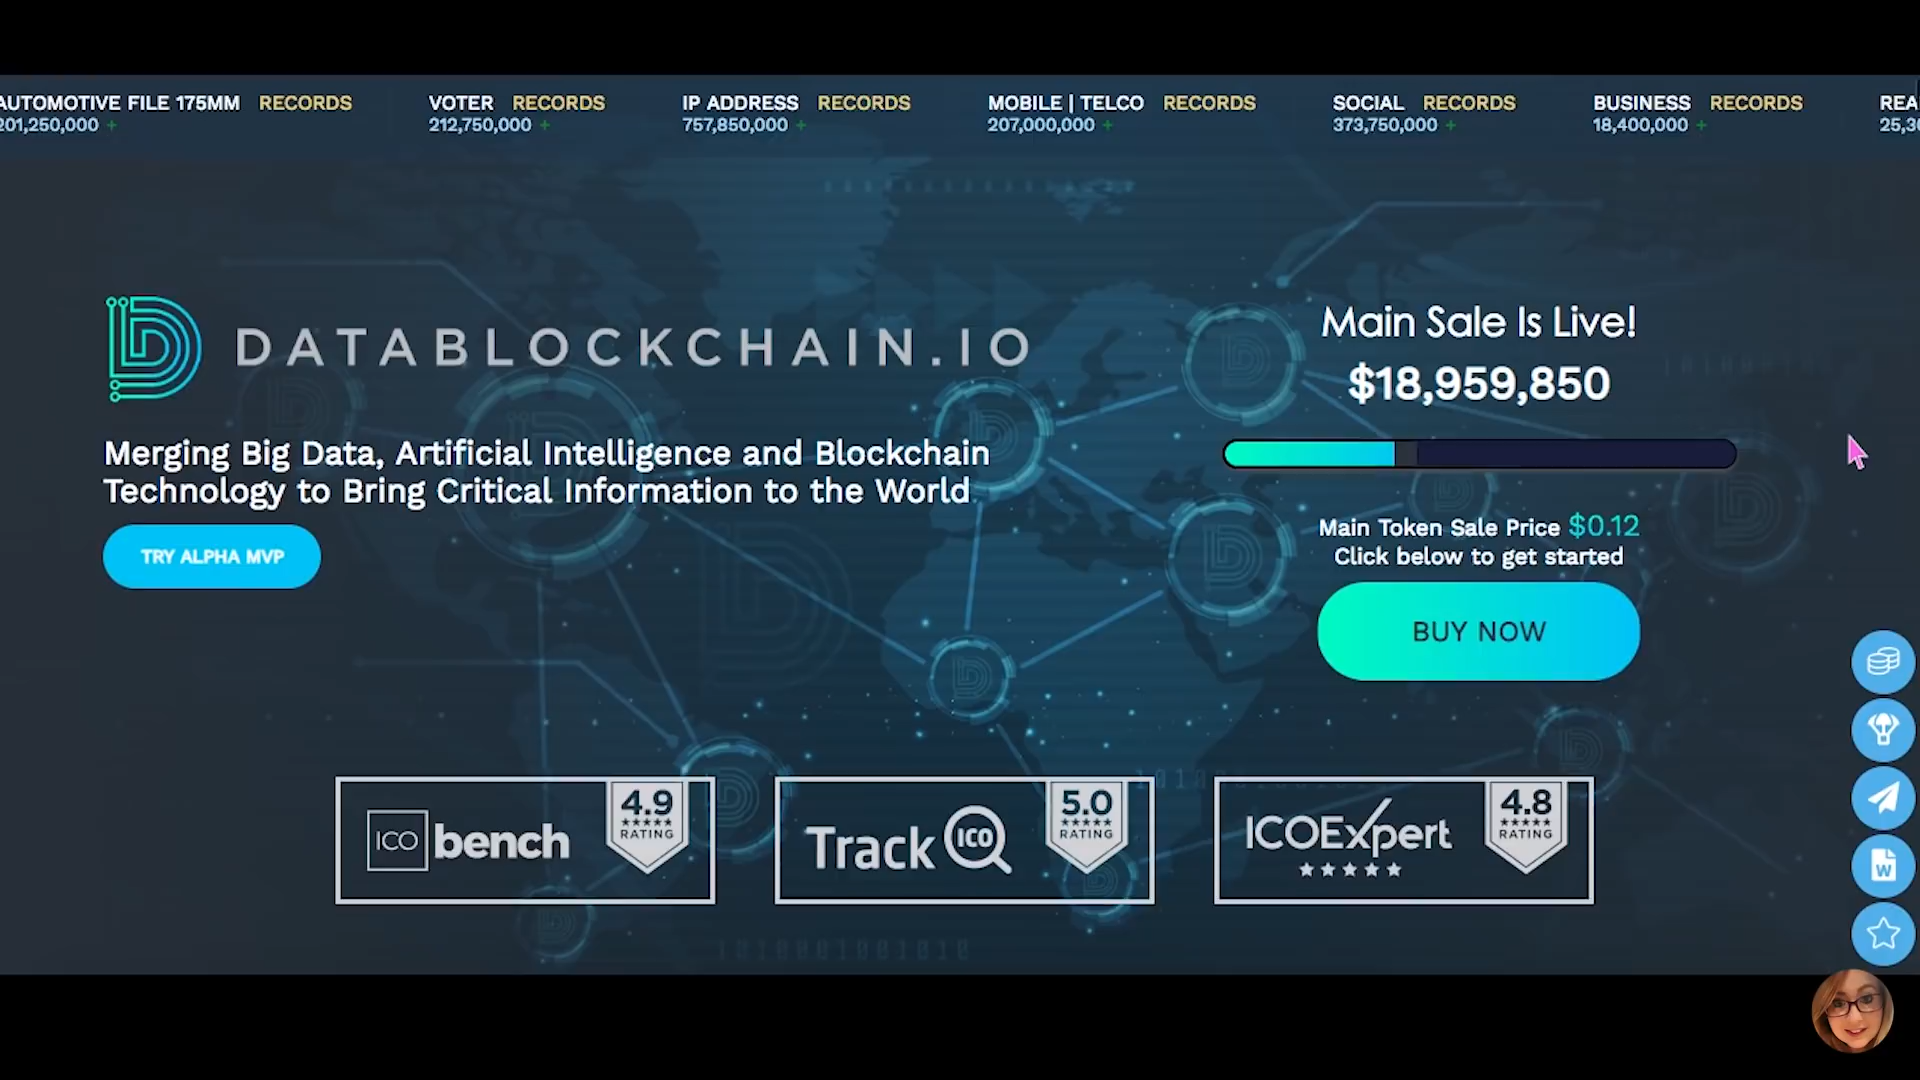 AUTOMOTIVE FILE 175MM RECORDS
201,250,000 +
VOTER RECORDS
212,750,000 +
IP ADDRESS RECORDS
757,850,000 +
MOBILE | TELCO RECORDS
207,000,000 +
SOCIAL RECORDS
373,750,000 +
BUSINESS RECORDS
18,400,000 +
DATABLOCKCHAIN.IO
Merging Big Data, Artificial Intelligence and Blockchain
Technology to Bring Critical Information to the World
TRY ALPHA MVP
Main Sale Is Live!
$18,959,850
Main Token Sale Price $0.12
Click below to get started
BUY NOW
ICO bench
4.9
RATING
Track ICO
5.0
RATING
ICOExpert
4.8
RATING
W